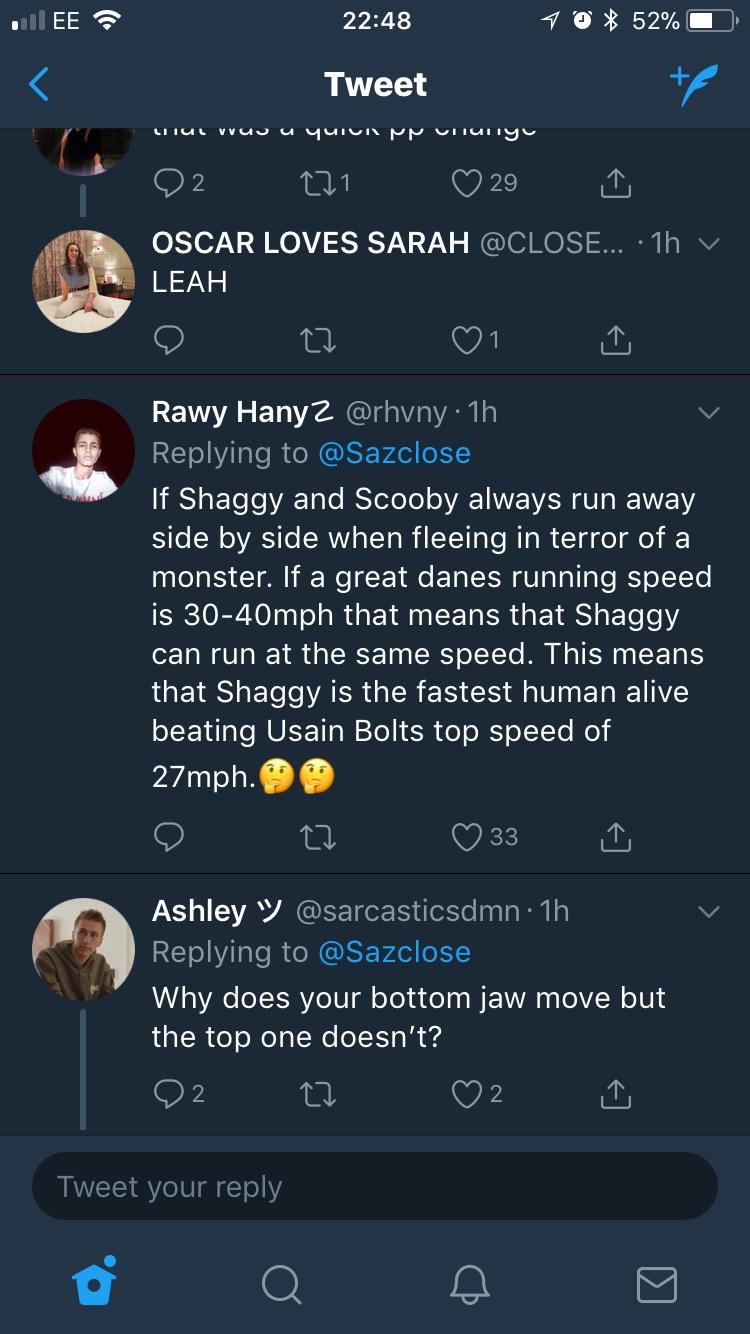 EE 22:48 52%
Tweet
that was a quick pp change
2 1 29
OSCAR LOVES SARAH @CLOSE... · 1h
LEAH
1
Rawy Hany乙 @rhvny · 1h
Replying to @Sazclose
If Shaggy and Scooby always run away
side by side when fleeing in terror of a
monster. If a great danes running speed
is 30-40mph that means that Shaggy
can run at the same speed. This means
that Shaggy is the fastest human alive
beating Usain Bolts top speed of
27mph.🤔🤔
33
Ashley ツ @sarcasticsdmn · 1h
Replying to @Sazclose
Why does your bottom jaw move but
the top one doesn’t?
2 2
Tweet your reply